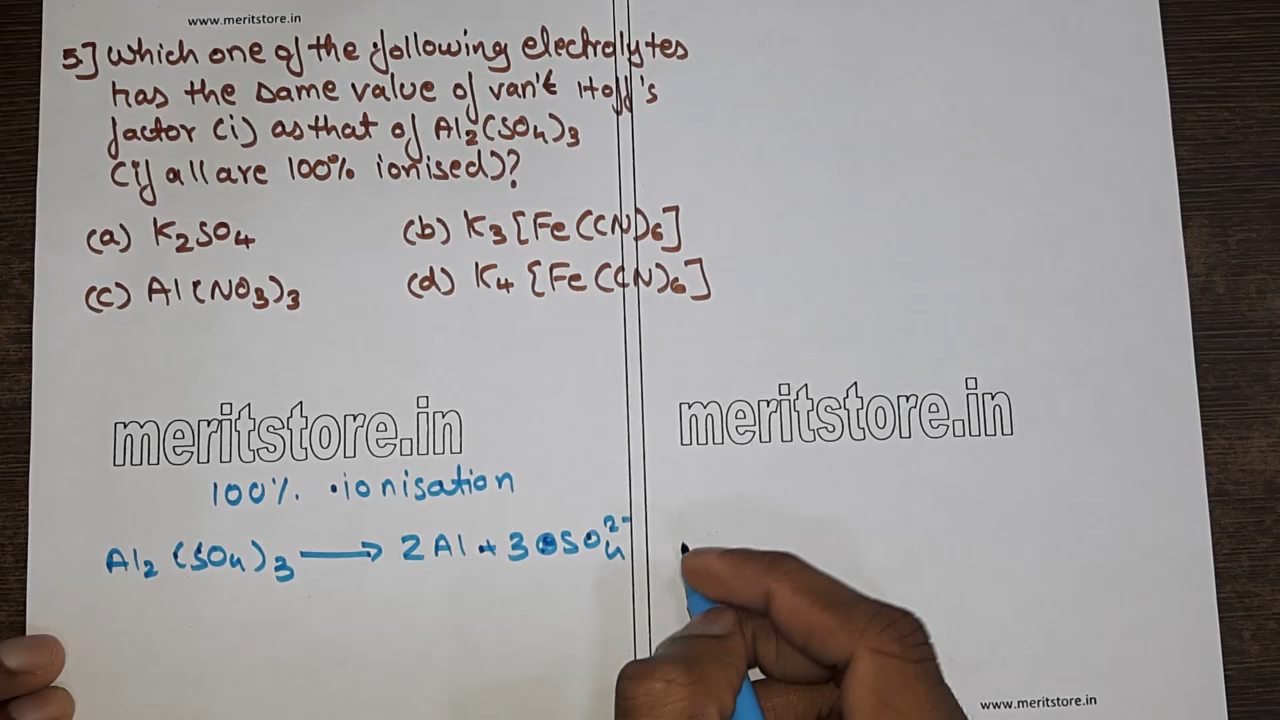 www.meritstore.in
5.] Which one of the following electrolytes
has the same value of van't Hoff's
factor (i) as that of Al₂(SO₄)₃
(if all are 100% ionised)?
(a) K₂SO₄ (b) K₃[Fe(CN)₆]
(c) Al(NO₃)₃ (d) K₄[Fe(CN)₆]
meritstore.in meritstore.in
100% ionisation
Al₂(SO₄)₃ → 2Al + 3SO₄²⁻
www.meritstore.in